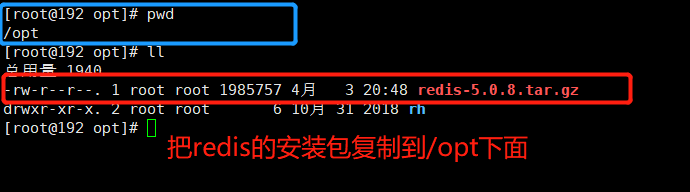 [root@192 opt]# pwd
/opt
[root@192 opt]# ll
总用量 1940
-rw-r--r--. 1 root root 1985757 4月   3 20:48 redis-5.0.8.tar.gz
drwxr-xr-x. 2 root root       6 10月 31 2018 rh
[root@192 opt]#
把redis的安装包复制到/opt下面